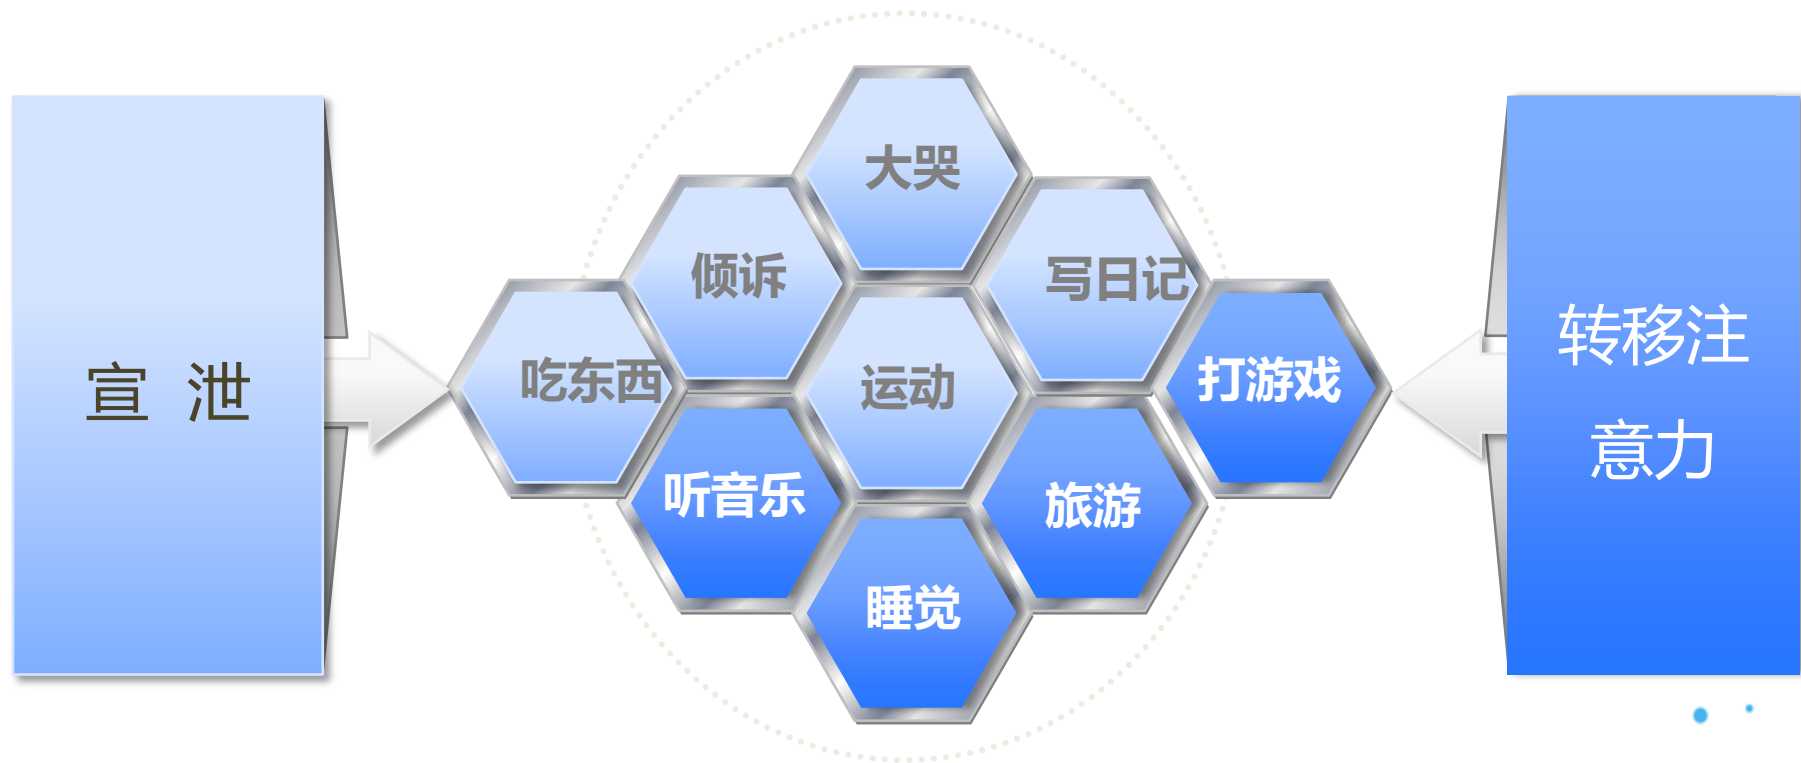 大哭
倾诉
写日记
宣 泄
吃东西
运动
打游戏
转移注
意力
听音乐
旅游
睡觉